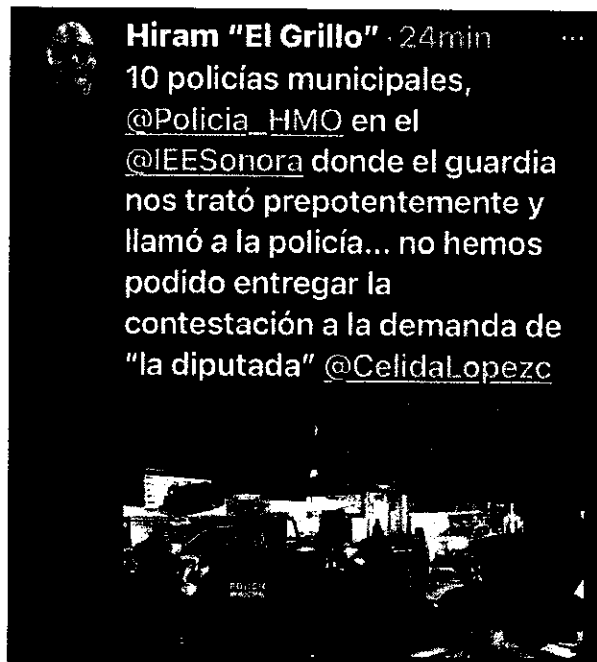 Hiram "El Grillo" · 24min ...
10 policías municipales,
@Policia_HMO en el
@IEESonora donde el guardia
nos trató prepotentemente y
llamó a la policía... no hemos
podido entregar la
contestación a la demanda de
"la diputada" @CelidaLopezc
POLICIA